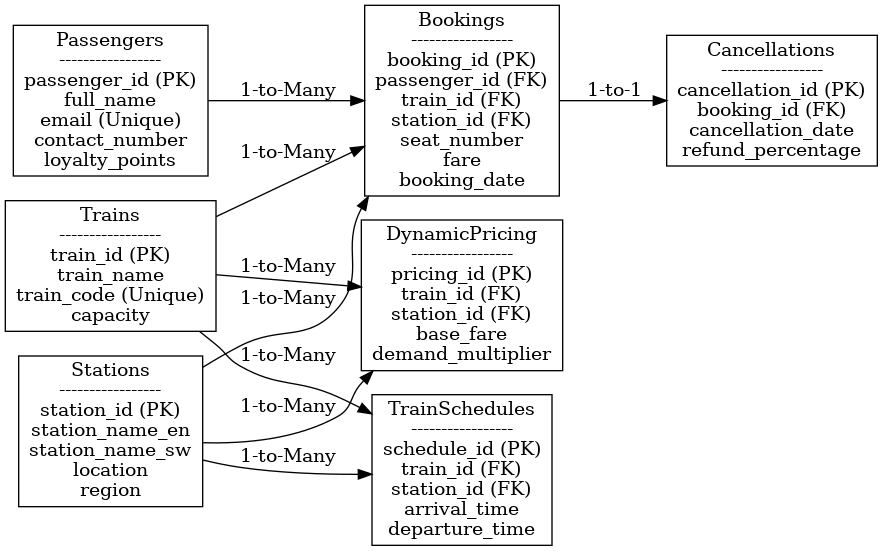 Passengers
-----------------
passenger_id (PK)
full_name
email (Unique)
contact_number
loyalty_points
Trains
-----------------
train_id (PK)
train_name
train_code (Unique)
capacity
Stations
-----------------
station_id (PK)
station_name_en
station_name_sw
location
region
1-to-Many
1-to-Many
1-to-Many
1-to-Many
1-to-Many
1-to-Many
1-to-Many
Bookings
-----------------
booking_id (PK)
passenger_id (FK)
train_id (FK)
station_id (FK)
seat_number
fare
booking_date
DynamicPricing
-----------------
pricing_id (PK)
train_id (FK)
station_id (FK)
base_fare
demand_multiplier
TrainSchedules
-----------------
schedule_id (PK)
train_id (FK)
station_id (FK)
arrival_time
departure_time
1-to-1
Cancellations
-----------------
cancellation_id (PK)
booking_id (FK)
cancellation_date
refund_percentage